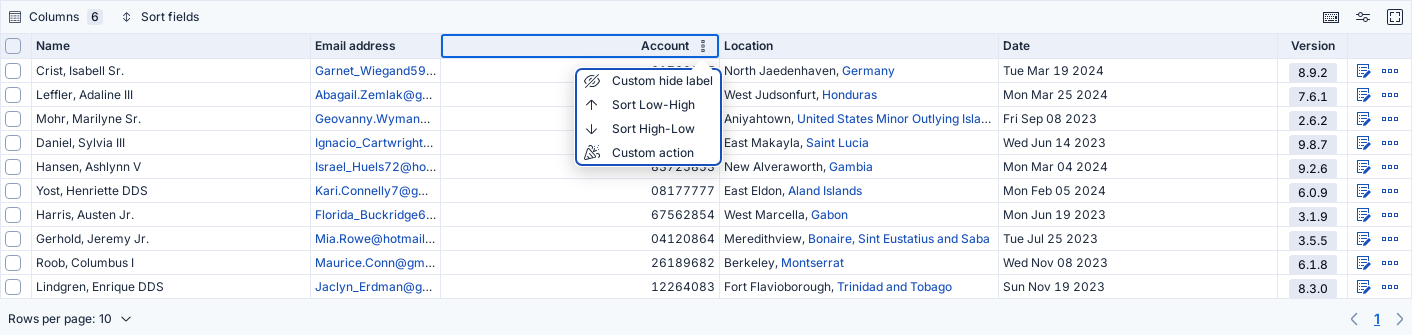 Columns 6 Sort fields
Name Email address Account Location Date Version
Crist, Isabell Sr. Garnet_Wiegand59... North Jaedenhaven, Germany Tue Mar 19 2024 8.9.2
Custom hide label
Leffler, Adaline III Abagail.Zemlak@g... West Judsonfurt, Honduras Mon Mar 25 2024 7.6.1
Sort Low-High
Mohr, Marilyne Sr. Geovanny.Wyman... Aniyahtown, United States Minor Outlying Isla... Fri Sep 08 2023 2.6.2
Sort High-Low
Daniel, Sylvia III Ignacio_Cartwright... East Makayla, Saint Lucia Wed Jun 14 2023 9.8.7
Custom action
Hansen, Ashlynn V Israel_Huels72@ho... New Alveraworth, Gambia Mon Mar 04 2024 9.2.6
Yost, Henriette DDS Kari.Connelly7@g... 08177777 East Eldon, Aland Islands Mon Feb 05 2024 6.0.9
Harris, Austen Jr. Florida_Buckridge6... 67562854 West Marcella, Gabon Mon Jun 19 2023 3.1.9
Gerhold, Jeremy Jr. Mia.Rowe@hotmail... 04120864 Meredithview, Bonaire, Sint Eustatius and Saba Tue Jul 25 2023 3.5.5
Roob, Columbus I Maurice.Conn@gm... 26189682 Berkeley, Montserrat Wed Nov 08 2023 6.1.8
Lindgren, Enrique DDS Jaclyn_Erdman@g... 12264083 Fort Flavioborough, Trinidad and Tobago Sun Nov 19 2023 8.3.0
Rows per page: 10 1